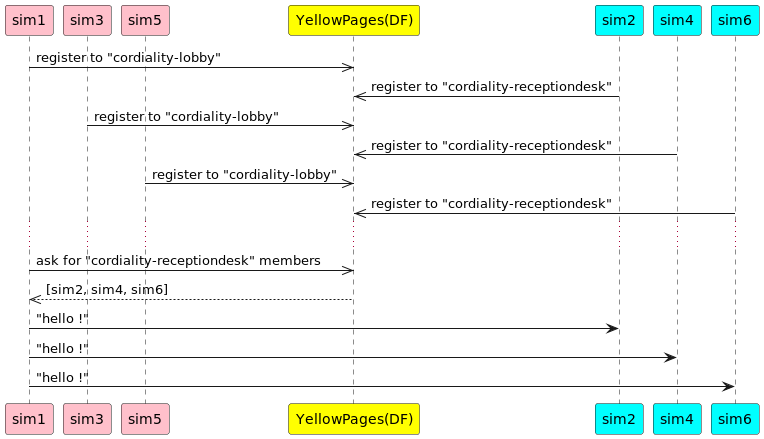 sim1 sim3 sim5 YellowPages(DF) sim2 sim4 sim6
register to "cordiality-lobby"
register to "cordiality-receptiondesk"
register to "cordiality-lobby"
register to "cordiality-receptiondesk"
register to "cordiality-lobby"
register to "cordiality-receptiondesk"
ask for "cordiality-receptiondesk" members
[sim2, sim4, sim6]
"hello !"
"hello !"
"hello !"
sim1 sim3 sim5 YellowPages(DF) sim2 sim4 sim6